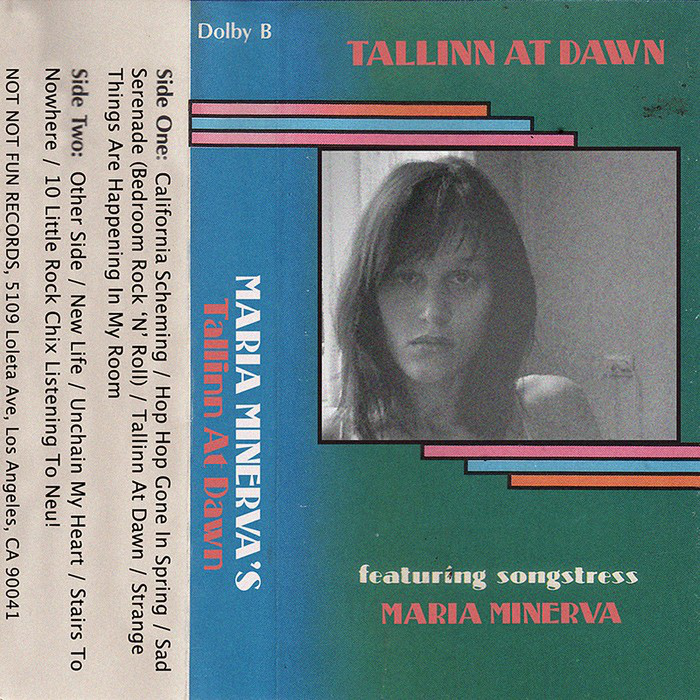 Dolby B
TALLINN AT DAWN
featuring songstress
MARIA MINERVA
MARIA MINERVA'S
Tallinn At Dawn
Side One: California Scheming / Hop Hop Gone In Spring / Sad
Serenade (Bedroom Rock 'N' Roll) / Tallinn At Dawn / Strange
Things Are Happening In My Room
Side Two: Other Side / New Life / Unchain My Heart / Stairs To
Nowhere / 10 Little Rock Chix Listening To Neu!
NOT NOT FUN RECORDS, 5109 Loleta Ave, Los Angeles, CA 90041